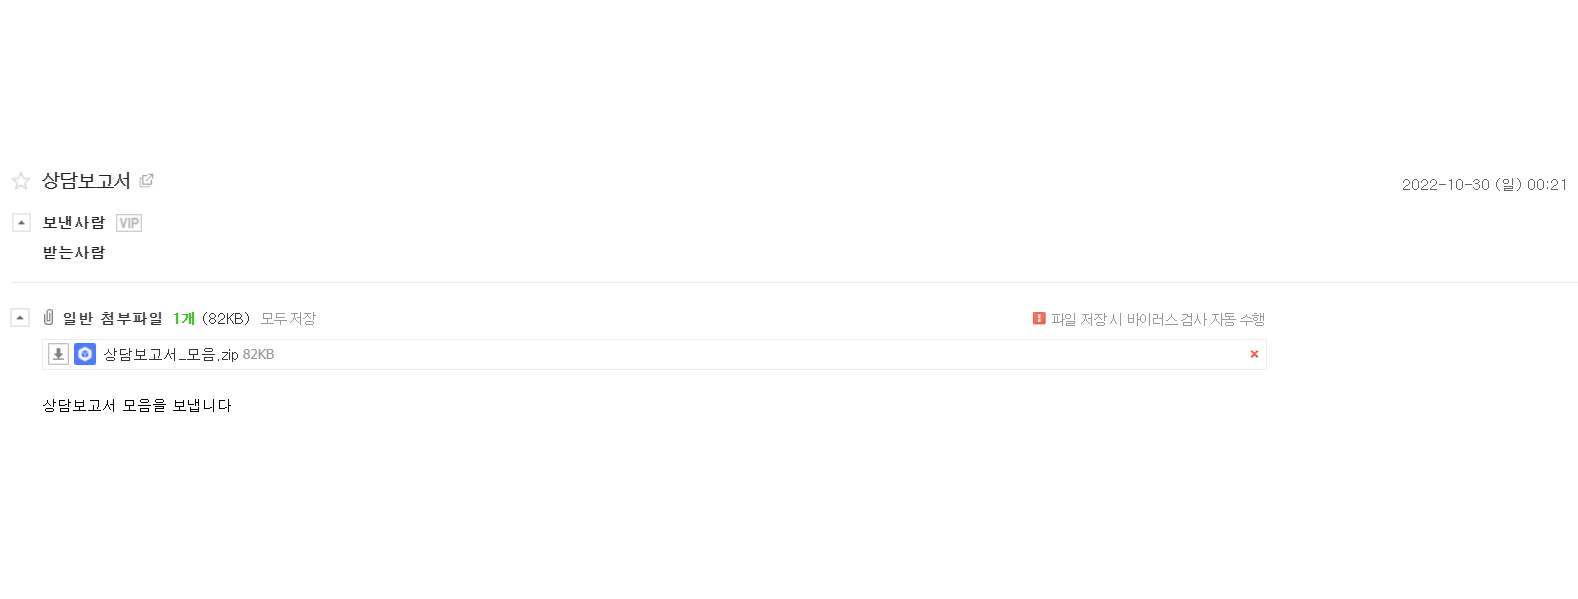 상담보고서
2022-10-30 (일) 00:21
보낸사람 VIP
받는사람
일반 첨부파일 1개 (82KB) 모두 저장
파일 저장 시 바이러스 검사 자동 수행
상담보고서_모음.zip 82KB
상담보고서 모음을 보냅니다